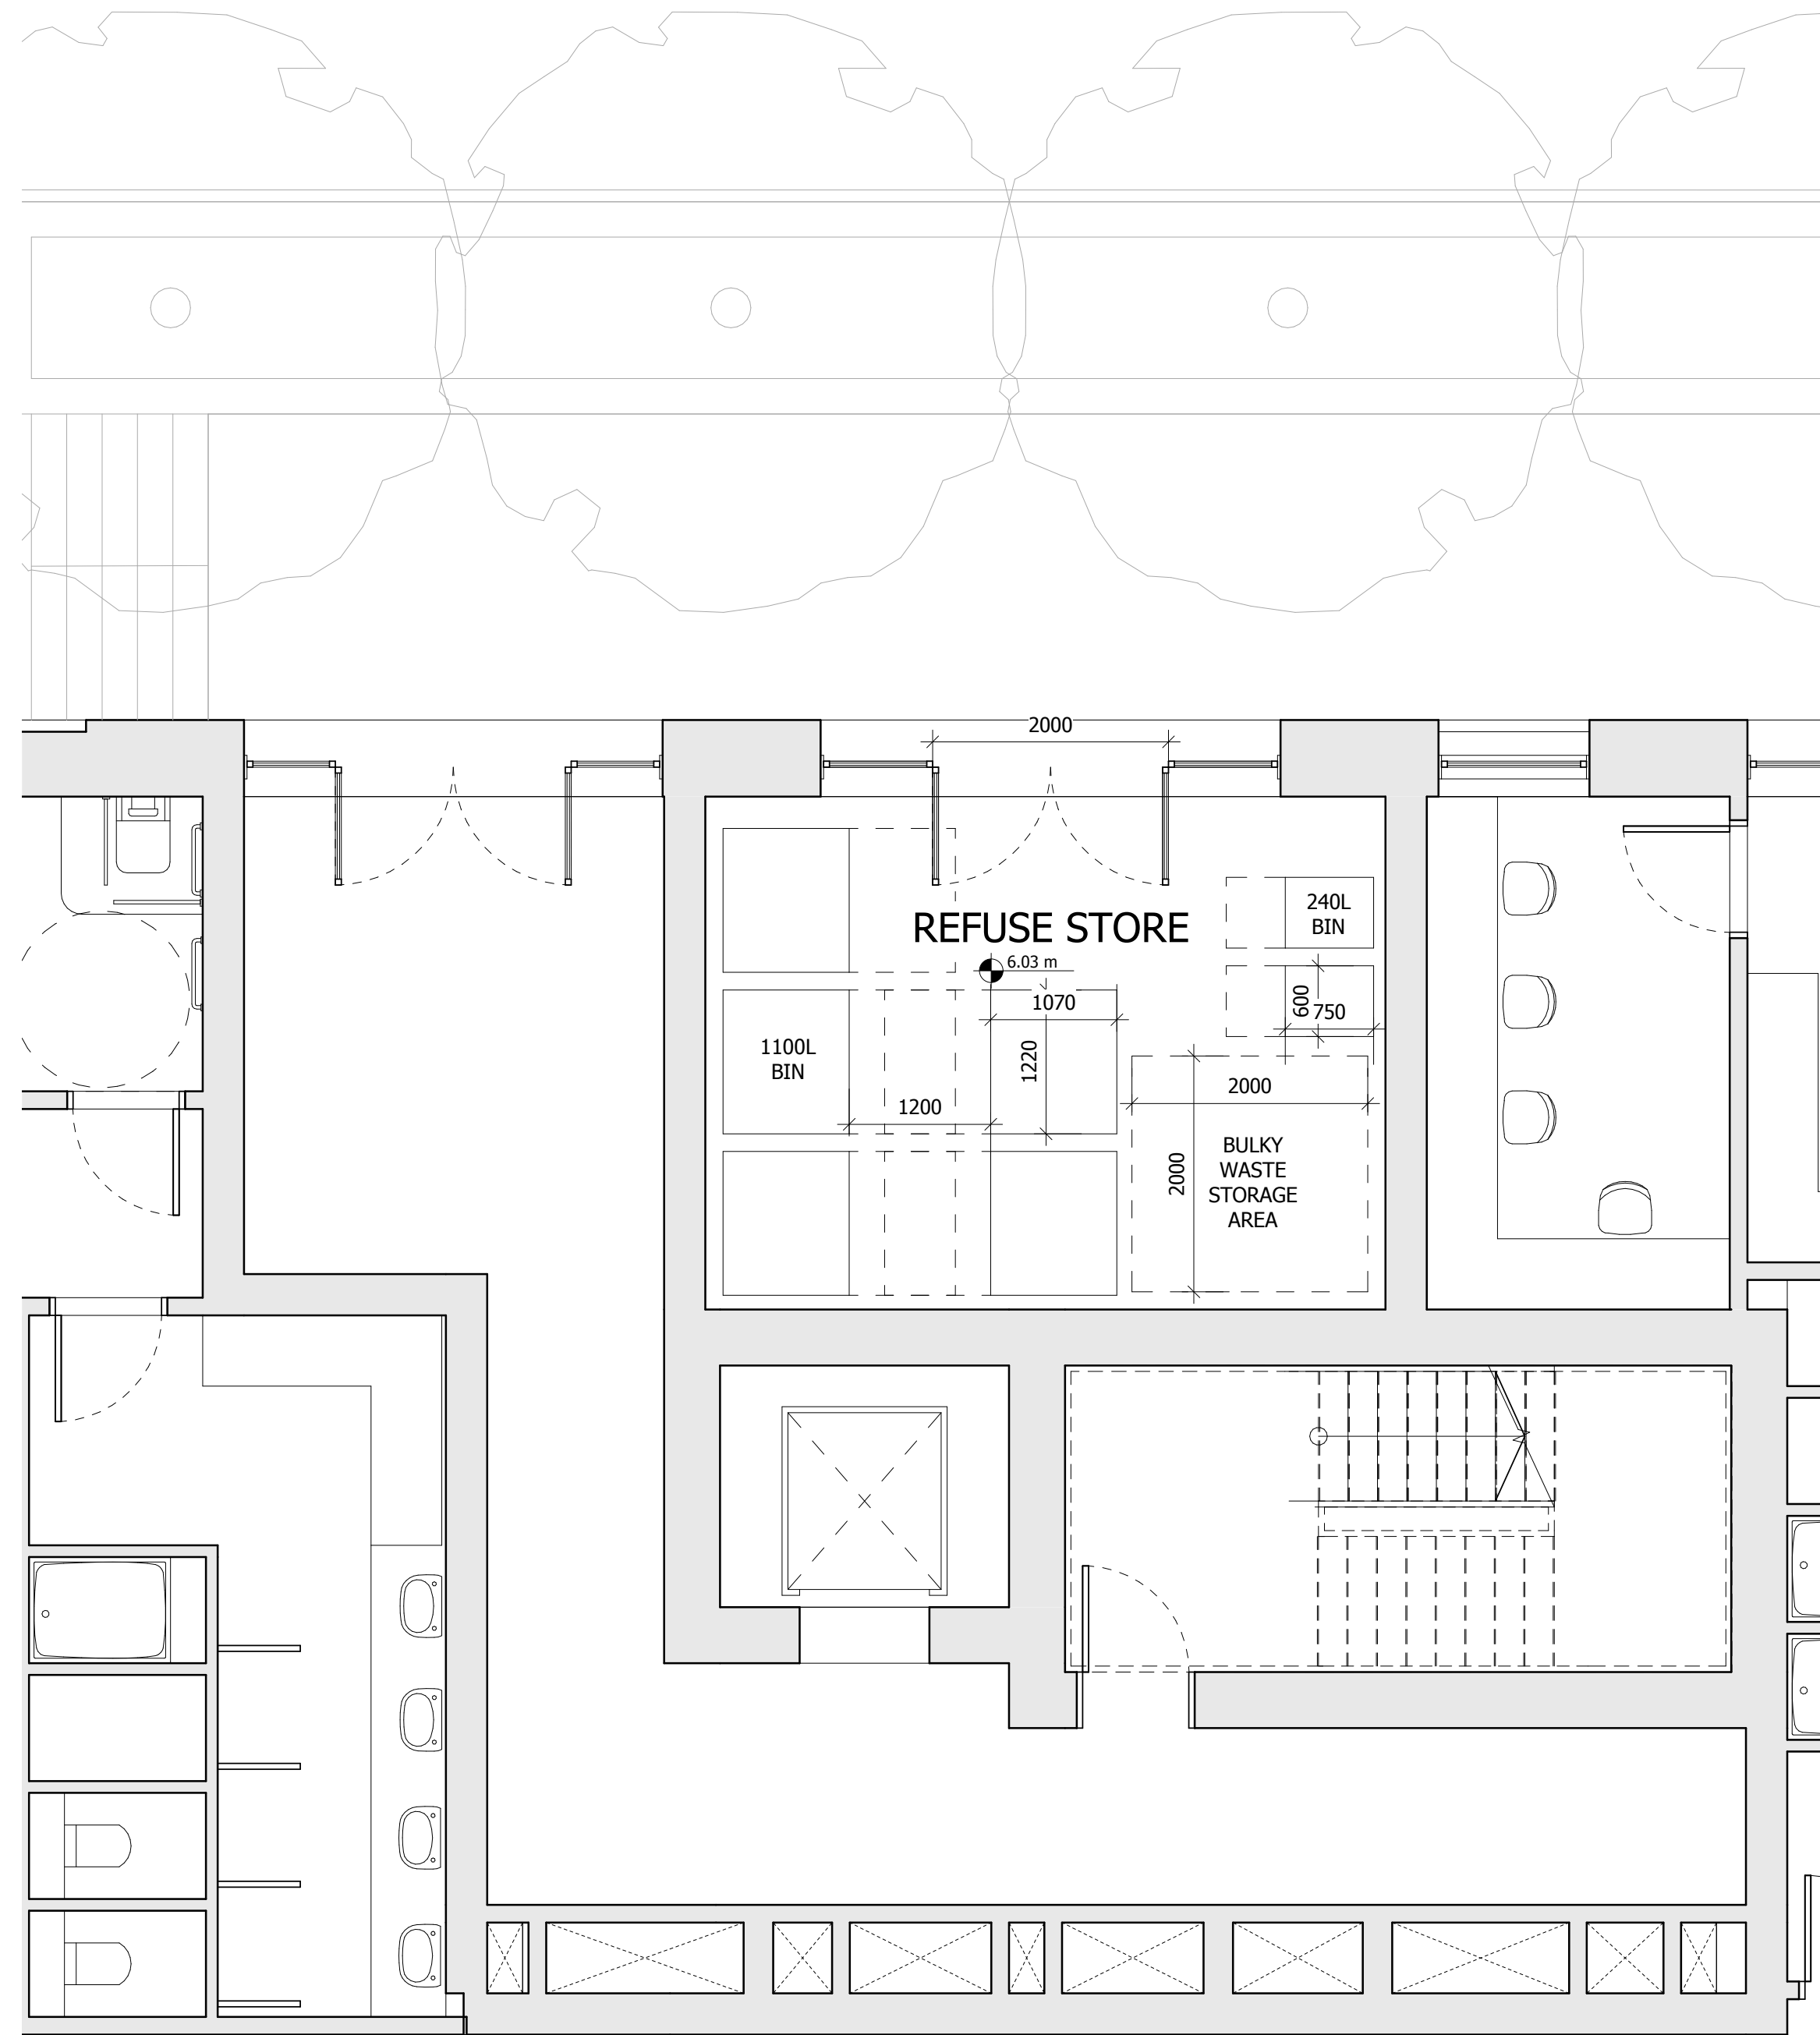 2000
240L
BIN
REFUSE STORE
6.03 m
1070
600
750
1100L
BIN
1220
1200
2000
2000
BULKY
WASTE
STORAGE
AREA